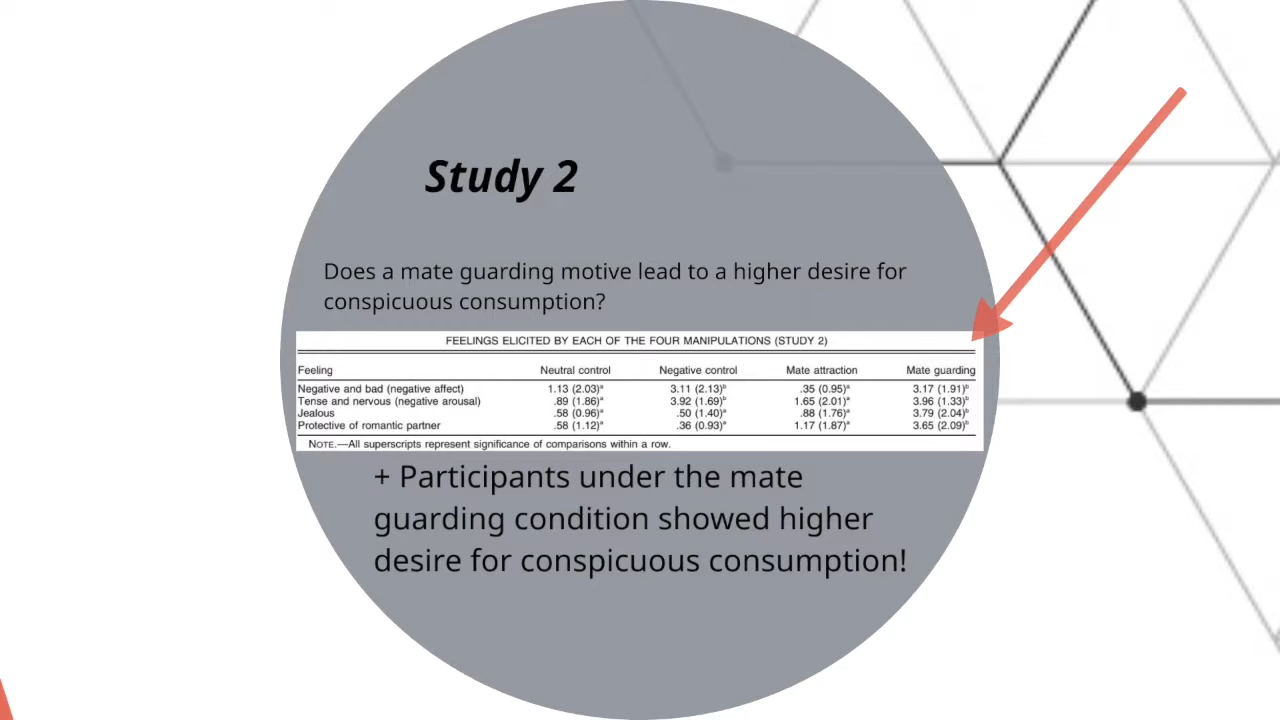 Study 2
Does a mate guarding motive lead to a higher desire for
conspicuous consumption?
FEELINGS ELICITED BY EACH OF THE FOUR MANIPULATIONS (STUDY 2)
Feeling Neutral control Negative control Mate attraction Mate guarding
Negative and bad (negative affect) 1.13 (2.03)ᵃ 3.11 (2.13)ᵇ .35 (0.95)ᵃ 3.17 (1.91)ᵇ
Tense and nervous (negative arousal) .89 (1.86)ᵃ 3.92 (1.69)ᵇ 1.65 (2.01)ᵃ 3.96 (1.33)ᵇ
Jealous .58 (0.96)ᵃ .50 (1.40)ᵃ .88 (1.76)ᵃ 3.79 (2.04)ᵇ
Protective of romantic partner .58 (1.12)ᵃ .36 (0.93)ᵃ 1.17 (1.87)ᵃ 3.65 (2.09)ᵇ
NOTE.—All superscripts represent significance of comparisons within a row.
+ Participants under the mate
guarding condition showed higher
desire for conspicuous consumption!